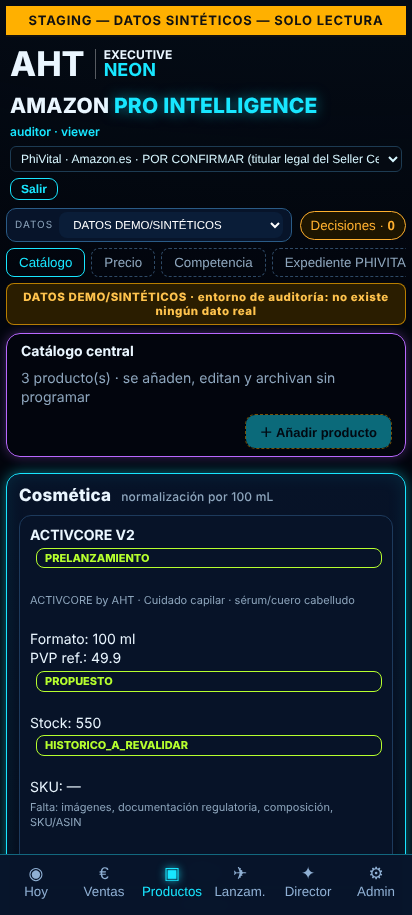 STAGING — DATOS SINTÉTICOS — SOLO LECTURA
AHT EXECUTIVE NEON
AMAZON PRO INTELLIGENCE
auditor · viewer
PhiVital · Amazon.es · POR CONFIRMAR (titular legal del Seller Ce
Salir
DATOS DATOS DEMO/SINTÉTICOS Decisiones · 0
Catálogo Precio Competencia Expediente PHIVITA
DATOS DEMO/SINTÉTICOS · entorno de auditoría: no existe
ningún dato real
Catálogo central
3 producto(s) · se añaden, editan y archivan sin
programar
＋ Añadir producto
Cosmética normalización por 100 mL
ACTIVCORE V2
PRELANZAMIENTO
ACTIVCORE by AHT · Cuidado capilar · sérum/cuero cabelludo
Formato: 100 ml
PVP ref.: 49.9
PROPUESTO
Stock: 550
HISTORICO_A_REVALIDAR
SKU: —
Falta: imágenes, documentación regulatoria, composición,
SKU/ASIN
Hoy € Ventas Productos Lanzam. Director Admin